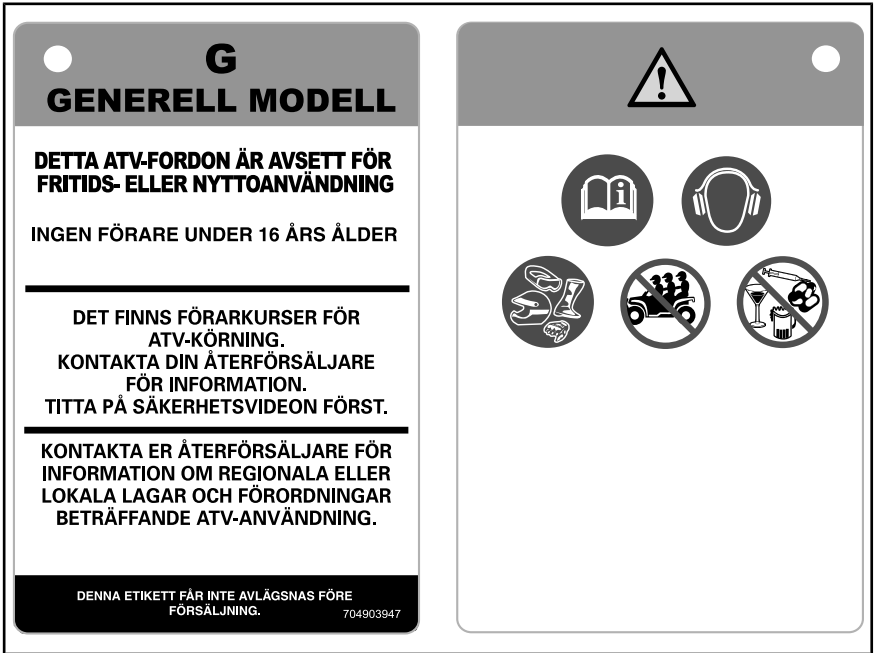 G
GENERELL MODELL
DETTA ATV-FORDON ÄR AVSETT FÖR
FRITIDS- ELLER NYTTOANVÄNDNING
INGEN FÖRARE UNDER 16 ÅRS ÅLDER
DET FINNS FÖRARKURSER FÖR
ATV-KÖRNING.
KONTAKTA DIN ÅTERFÖRSÄLJARE
FÖR INFORMATION.
TITTA PÅ SÄKERHETSVIDEON FÖRST.
KONTAKTA ER ÅTERFÖRSÄLJARE FÖR
INFORMATION OM REGIONALA ELLER
LOKALA LAGAR OCH FÖRORDNINGAR
BETRÄFFANDE ATV-ANVÄNDNING.
DENNA ETIKETT FÅR INTE AVLÄGSNAS FÖRE
FÖRSÄLJNING.
704903947
!
i